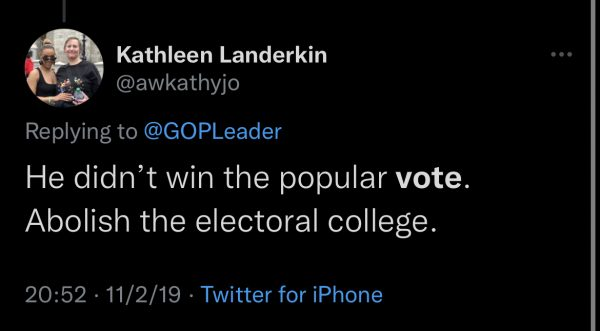 Kathleen Landerkin
@awkathyjo
Replying to @GOPLeader
He didn’t win the popular vote.
Abolish the electoral college.
20:52 · 11/2/19 · Twitter for iPhone